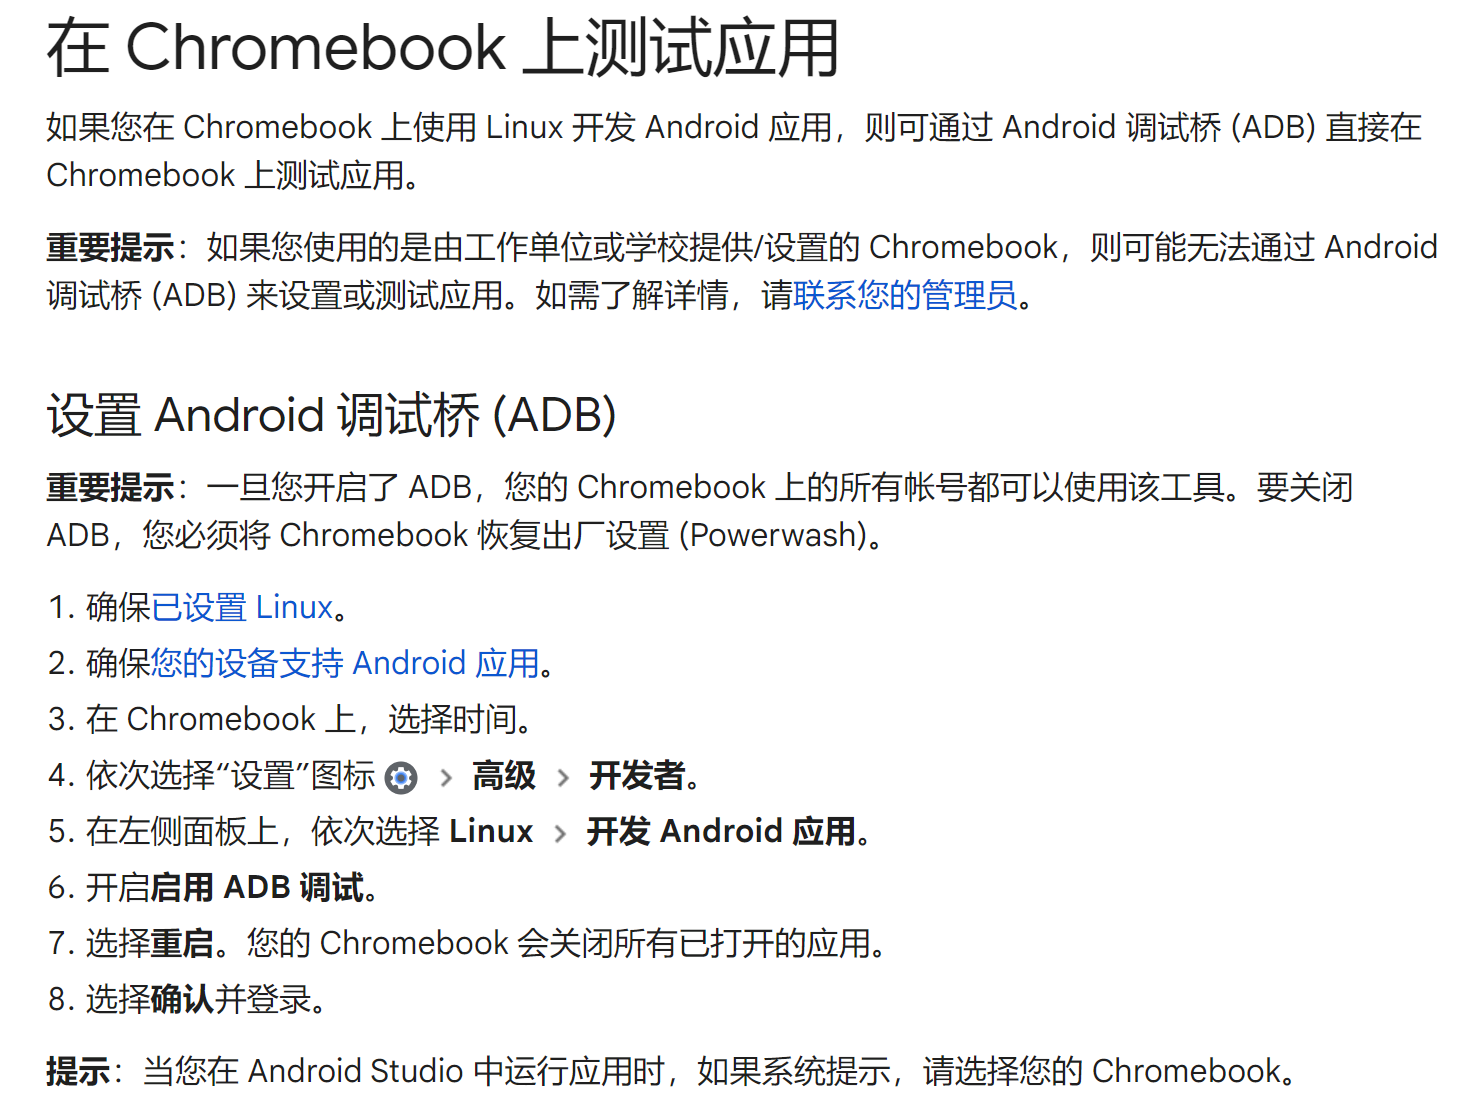 在 Chromebook 上测试应用
如果您在 Chromebook 上使用 Linux 开发 Android 应用，则可通过 Android 调试桥 (ADB) 直接在
Chromebook 上测试应用。
重要提示：如果您使用的是由工作单位或学校提供/设置的 Chromebook，则可能无法通过 Android
调试桥 (ADB) 来设置或测试应用。如需了解详情，请联系您的管理员。
设置 Android 调试桥 (ADB)
重要提示：一旦您开启了 ADB，您的 Chromebook 上的所有帐号都可以使用该工具。要关闭
ADB，您必须将 Chromebook 恢复出厂设置 (Powerwash)。
1. 确保已设置 Linux。
2. 确保您的设备支持 Android 应用。
3. 在 Chromebook 上，选择时间。
4. 依次选择“设置”图标 > 高级 > 开发者。
5. 在左侧面板上，依次选择 Linux > 开发 Android 应用。
6. 开启启用 ADB 调试。
7. 选择重启。您的 Chromebook 会关闭所有已打开的应用。
8. 选择确认并登录。
提示：当您在 Android Studio 中运行应用时，如果系统提示，请选择您的 Chromebook。